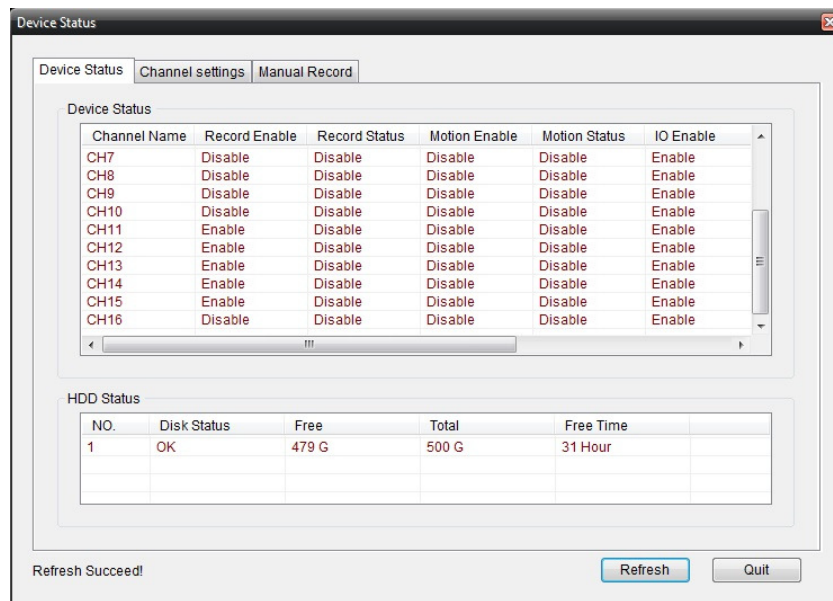 Device Status
Device Status Channel settings Manual Record
Device Status
Channel Name Record Enable Record Status Motion Enable Motion Status IO Enable
CH7 Disable Disable Disable Disable Enable
CH8 Disable Disable Disable Disable Enable
CH9 Disable Disable Disable Disable Enable
CH10 Disable Disable Disable Disable Enable
CH11 Enable Disable Disable Disable Enable
CH12 Enable Disable Disable Disable Enable
CH13 Enable Disable Disable Disable Enable
CH14 Enable Disable Disable Disable Enable
CH15 Enable Disable Disable Disable Enable
CH16 Disable Disable Disable Disable Enable
HDD Status
NO. Disk Status Free Total Free Time
1 OK 479 G 500 G 31 Hour
Refresh Succeed! Refresh Quit